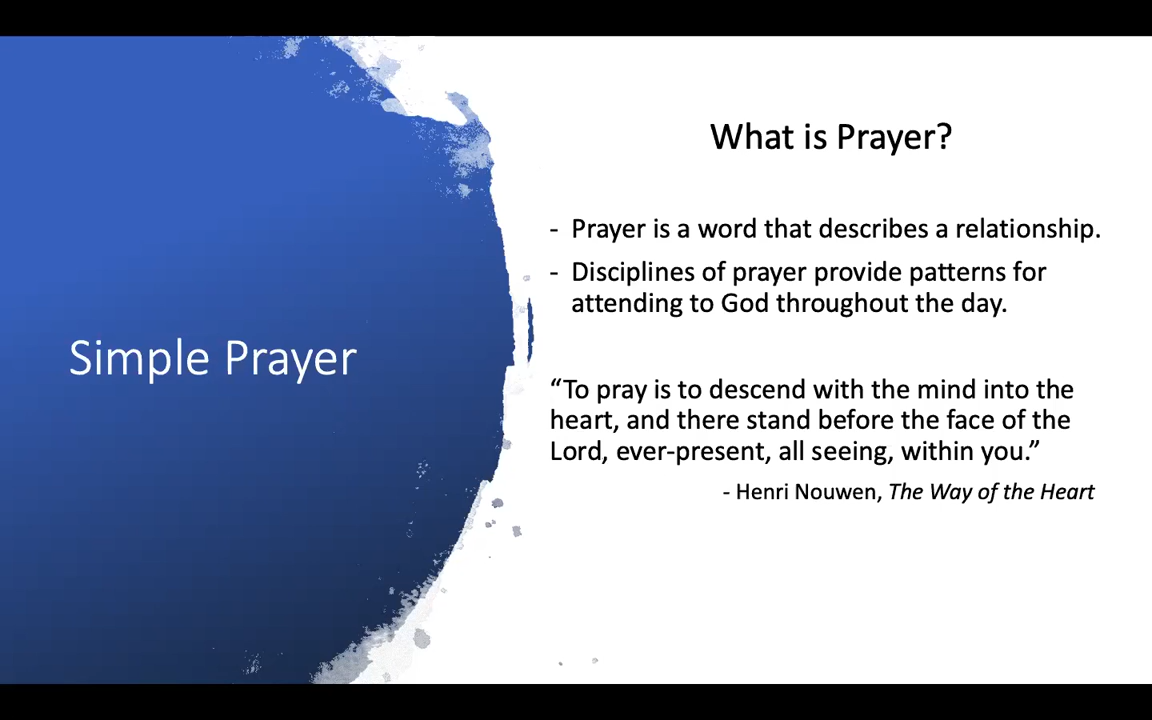 Simple Prayer
What is Prayer?
- Prayer is a word that describes a relationship.
- Disciplines of prayer provide patterns for
attending to God throughout the day.
“To pray is to descend with the mind into the
heart, and there stand before the face of the
Lord, ever-present, all seeing, within you.”
- Henri Nouwen, The Way of the Heart